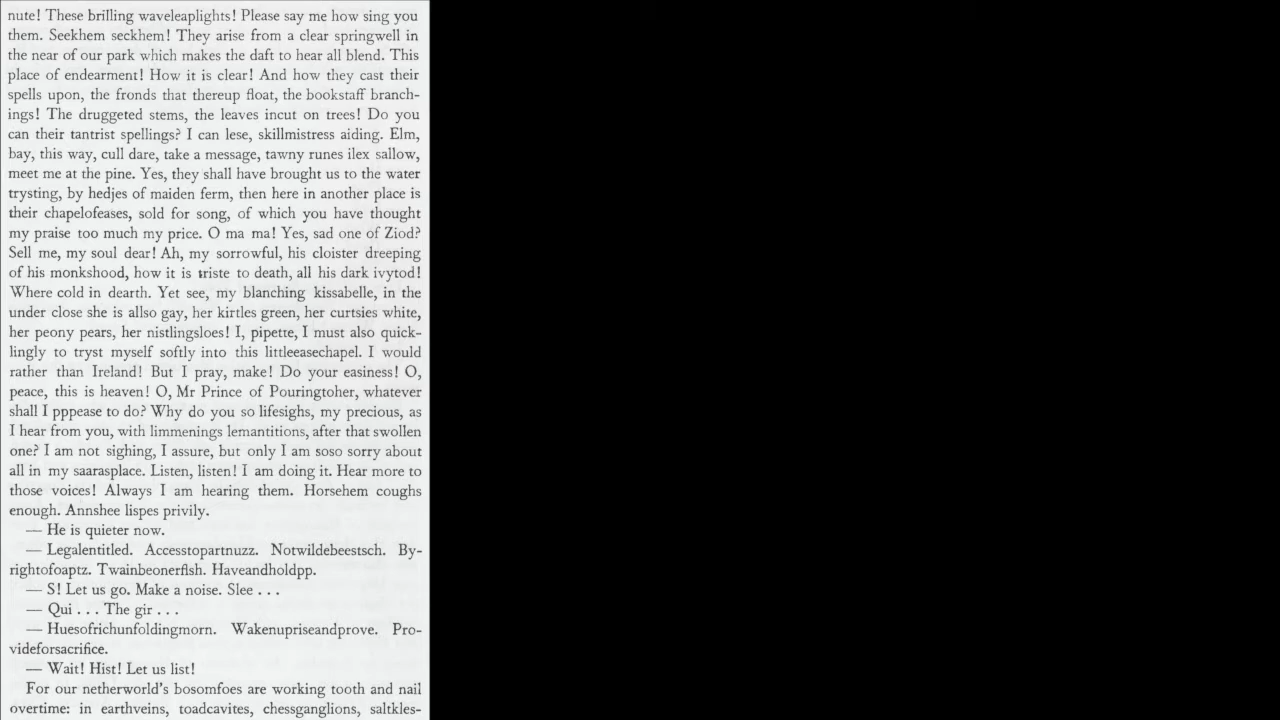 nute! These brilling waveleaplights! Please say me how sing you
them. Seekhem seckhem! They arise from a clear springwell in
the near of our park which makes the daft to hear all blend. This
place of endearment! How it is clear! And how they cast their
spells upon, the fronds that thereup float, the bookstaff branch-
ings! The druggeted stems, the leaves incut on trees! Do you
can their tantrist spellings? I can lese, skillmistress aiding. Elm,
bay, this way, cull dare, take a message, tawny runes ilex sallow,
meet me at the pine. Yes, they shall have brought us to the water
trysting, by hedjes of maiden ferm, then here in another place is
their chapelofeases, sold for song, of which you have thought
my praise too much my price. O ma ma! Yes, sad one of Ziod?
Sell me, my soul dear! Ah, my sorrowful, his cloister dreeping
of his monkshood, how it is triste to death, all his dark ivytod!
Where cold in dearth. Yet see, my blanching kissabelle, in the
under close she is allso gay, her kirtles green, her curtsies white,
her peony pears, her nistlingsloes! I, pipette, I must also quick-
lingly to tryst myself softly into this littleeasechapel. I would
rather than Ireland! But I pray, make! Do your easiness! O,
peace, this is heaven! O, Mr Prince of Pouringtoher, whatever
shall I pppease to do? Why do you so lifesighs, my precious, as
I hear from you, with limmenings lemantitions, after that swollen
one? I am not sighing, I assure, but only I am soso sorry about
all in my saarasplace. Listen, listen! I am doing it. Hear more to
those voices! Always I am hearing them. Horsehem coughs
enough. Annshee lispes privily.
— He is quieter now.
— Legalentitled. Accesstopartnuzz. Notwildebeestsch. By-
rightofoaptz. Twainbeonerflsh. Haveandholdpp.
— S! Let us go. Make a noise. Slee . . .
— Qui . . . The gir . . .
— Huesofrichunfoldingmorn. Wakenupriseandprove. Pro-
videforsacrifice.
— Wait! Hist! Let us list!
For our netherworld's bosomfoes are working tooth and nail
overtime: in earthveins, toadcavites, chessganglions, saltkles-